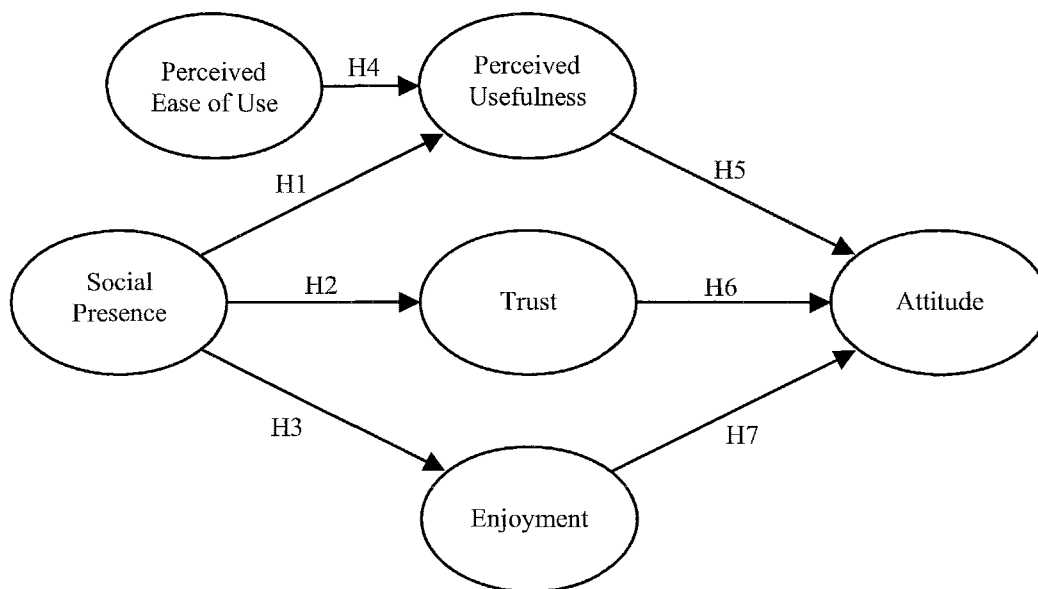 Perceived
Ease of Use
H4
Perceived
Usefulness
H1
H5
Social
Presence
H2
Trust
H6
Attitude
H3
H7
Enjoyment